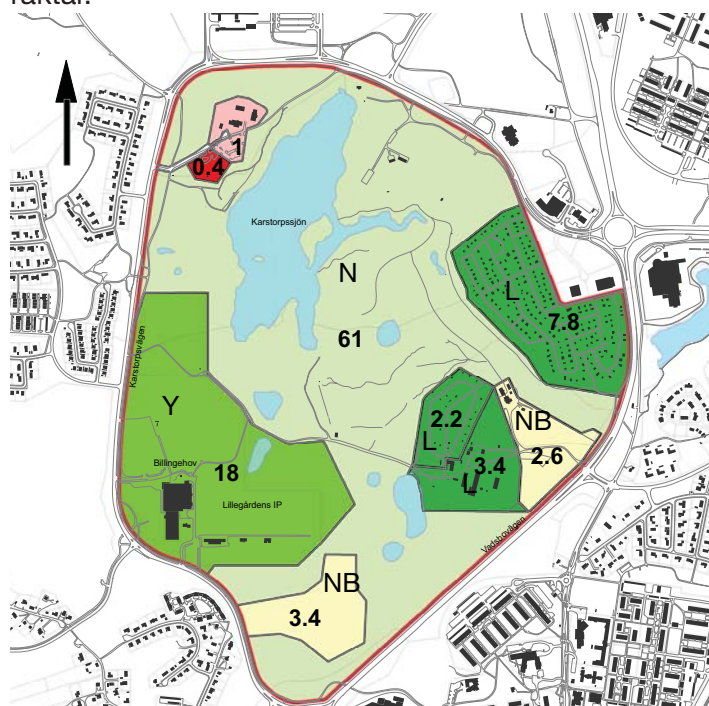 1
0.4
Karstorpssjön
N
L
7.8
61
Karstorpsvägen
Y
2.2
L
NB
2.6
3.4
L
Billingehov
18
Lillegårdens IP
Vadsbovägen
NB
3.4